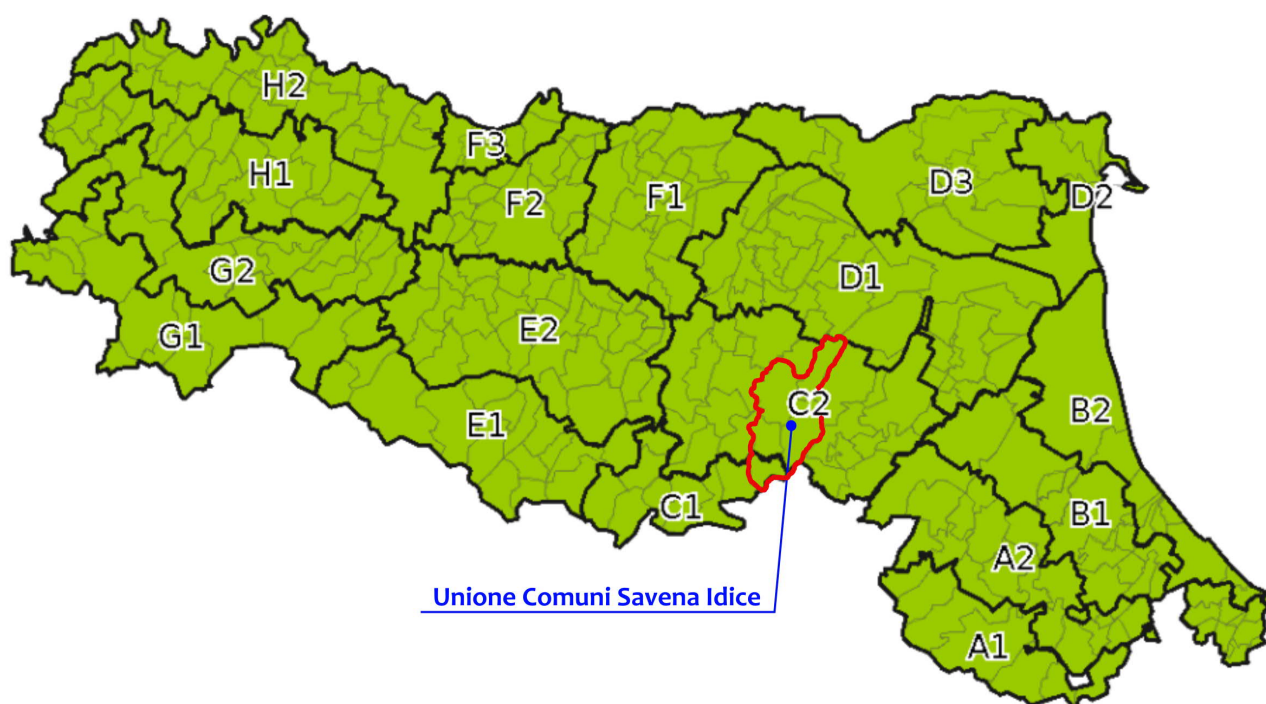 H2
F3
H1
D3
F2
F1
D2
G2
D1
E2
G1
C2
B2
E1
C1
B1
A2
Unione Comuni Savena Idice
A1